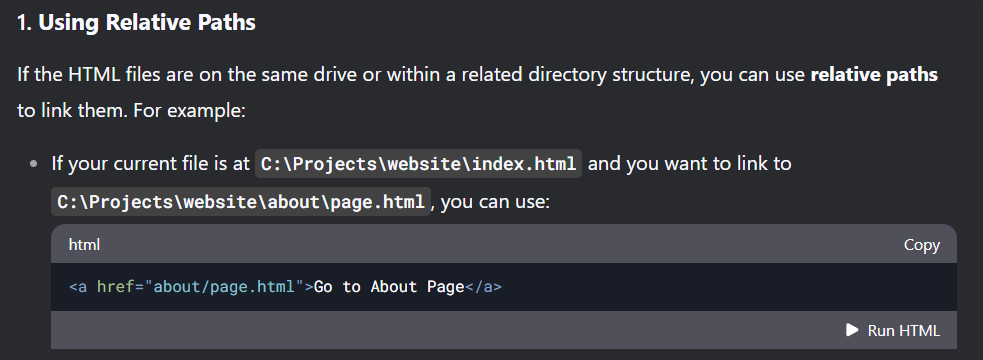 1. Using Relative Paths
If the HTML files are on the same drive or within a related directory structure, you can use relative paths
to link them. For example:
• If your current file is at C:\Projects\website\index.html and you want to link to
C:\Projects\website\about\page.html, you can use:
html Copy
<a href="about/page.html">Go to About Page</a>
Run HTML